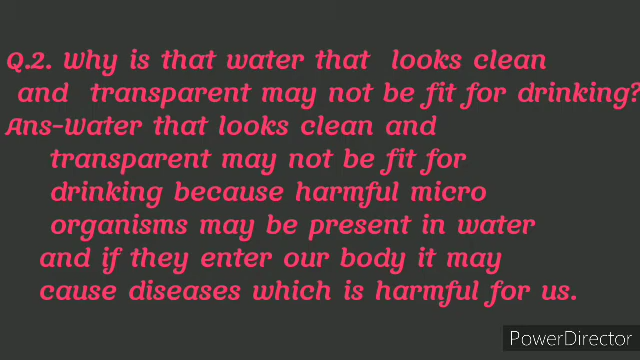 Q.2. Why is that water that looks clean
and transparent may not be fit for drinking?
Ans-Water that looks clean and
transparent may not be fit for
drinking because harmful micro
organisms may be present in water
and if they enter our body it may
cause diseases which is harmful for us.
PowerDirector